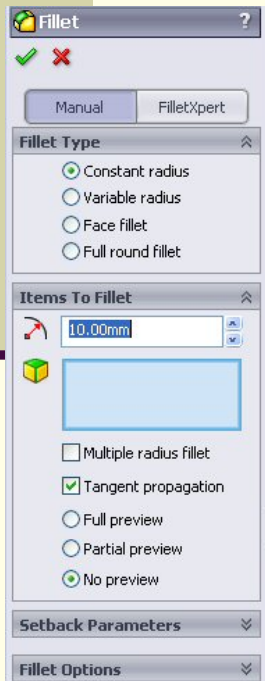 Fillet ?
Manual FilletXpert
Fillet Type
Constant radius
Variable radius
Face fillet
Full round fillet
Items To Fillet
10.00mm
Multiple radius fillet
Tangent propagation
Full preview
Partial preview
No preview
Setback Parameters
Fillet Options